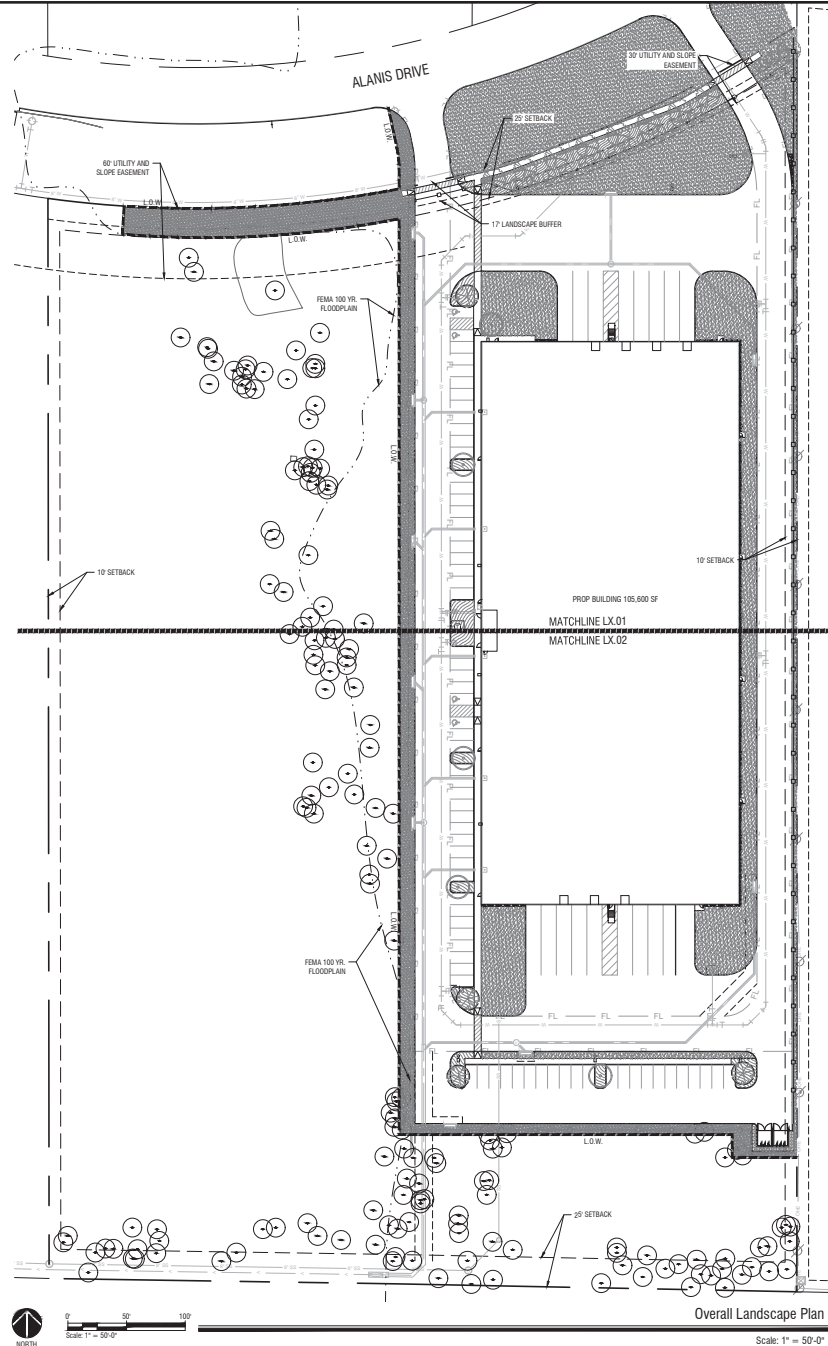 ALANIS DRIVE
30' UTILITY AND SLOPE
EASEMENT
25' SETBACK
L.O.W.
60' UTILITY AND
SLOPE EASEMENT
L.O.W.
17' LANDSCAPE BUFFER
L.O.W.
FL
FL
FEMA 100 YR.
FLOODPLAIN
L.O.W.
10' SETBACK
10' SETBACK
PROP BUILDING 105,600 SF
MATCHLINE LX.01
MATCHLINE LX.02
L.O.W.
FEMA 100 YR.
FLOODPLAIN
FL
FL
FL
FL
L.O.W.
25' SETBACK
NORTH
0' 50' 100'
Scale: 1" = 50'-0"
Overall Landscape Plan
Scale: 1" = 50'-0"